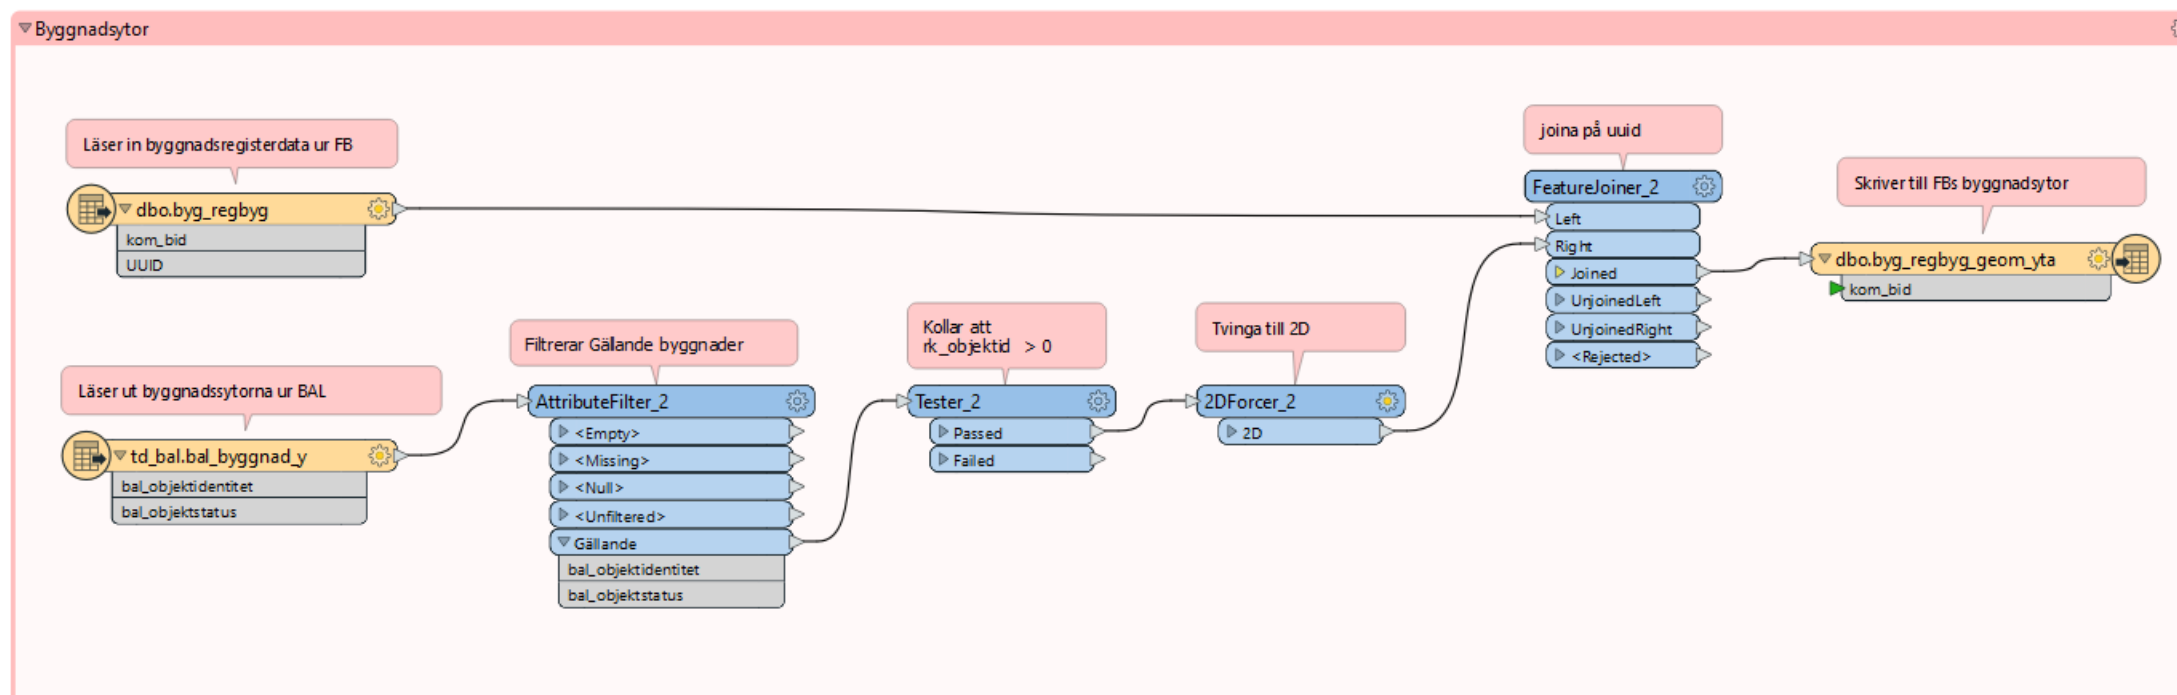 Byggnadsytor
Läser in byggnadsregisterdata ur FB
dbo.byg_regbyg
kom_bid
UUID
Läser ut byggnadssytorna ur BAL
td_bal.bal_byggnad_y
bal_objektidentitet
bal_objektstatus
Filtrerar Gällande byggnader
AttributeFilter_2
<Empty>
<Missing>
<Null>
<Unfiltered>
Gällande
bal_objektidentitet
bal_objektstatus
Kollar att
rk_objektid > 0
Tester_2
Passed
Failed
Tvinga till 2D
2DForcer_2
2D
joina på uuid
FeatureJoiner_2
Left
Right
Joined
UnjoinedLeft
UnjoinedRight
<Rejected>
Skriver till FBs byggnadsytor
dbo.byg_regbyg_geom_yta
kom_bid